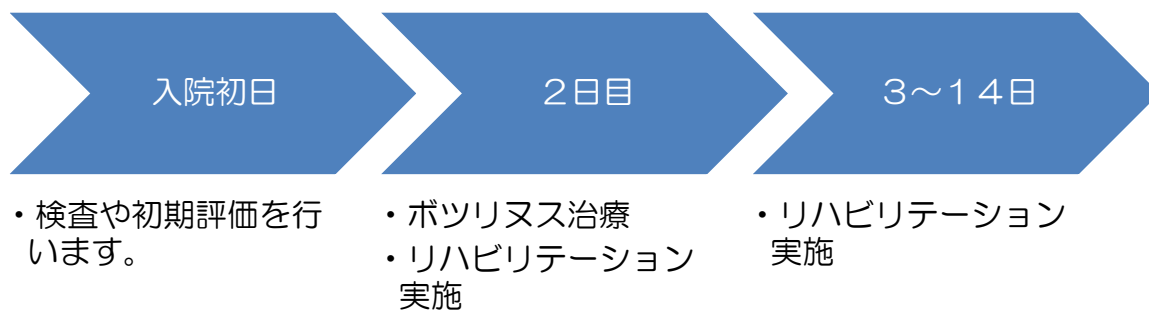 入院初日
２日目
３～１４日
・検査や初期評価を行
います。
・ボツリヌス治療
・リハビリテーション
実施
・リハビリテーション
実施